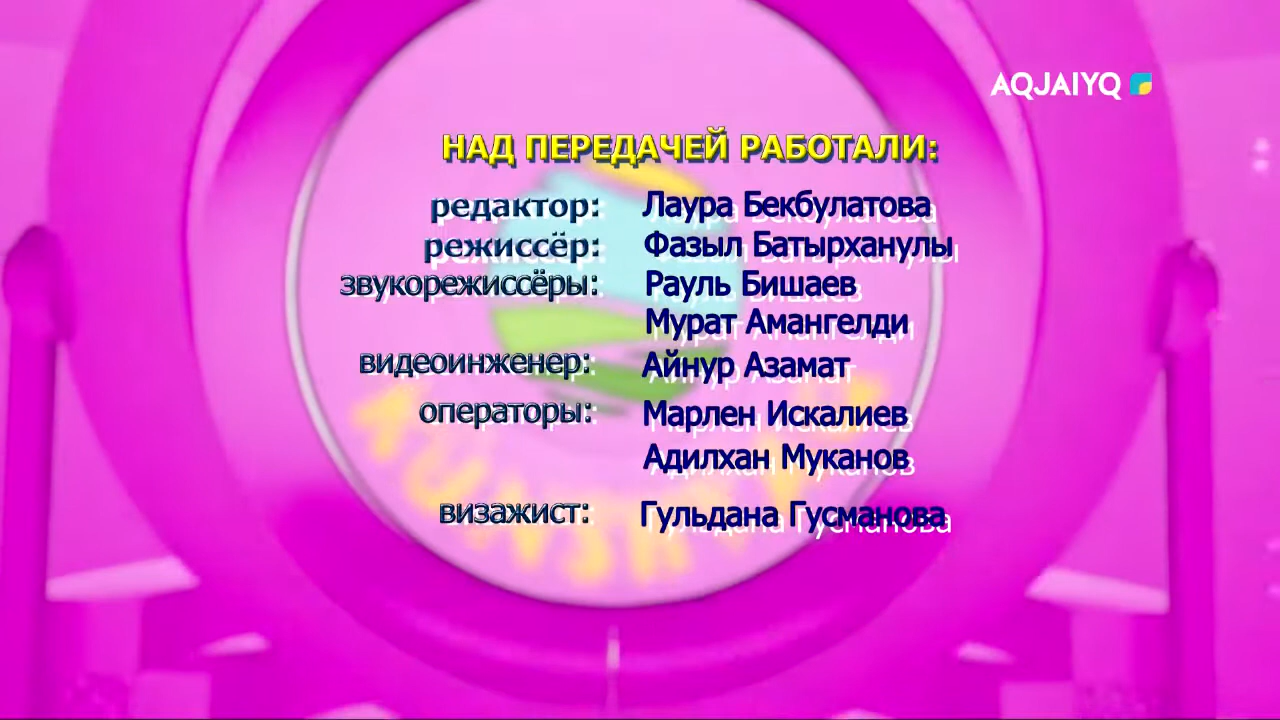 AQJAIYQ
НАД ПЕРЕДАЧЕЙ РАБОТАЛИ:
редактор: Лаура Бекбулатова
режиссёр: Фазыл Батырханулы
звукорежиссёры: Рауль Бишаев
Мурат Амангелди
видеоинженер: Айнур Азамат
операторы: Марлен Искалиев
Адилхан Муканов
визажист: Гульдана Гусманова